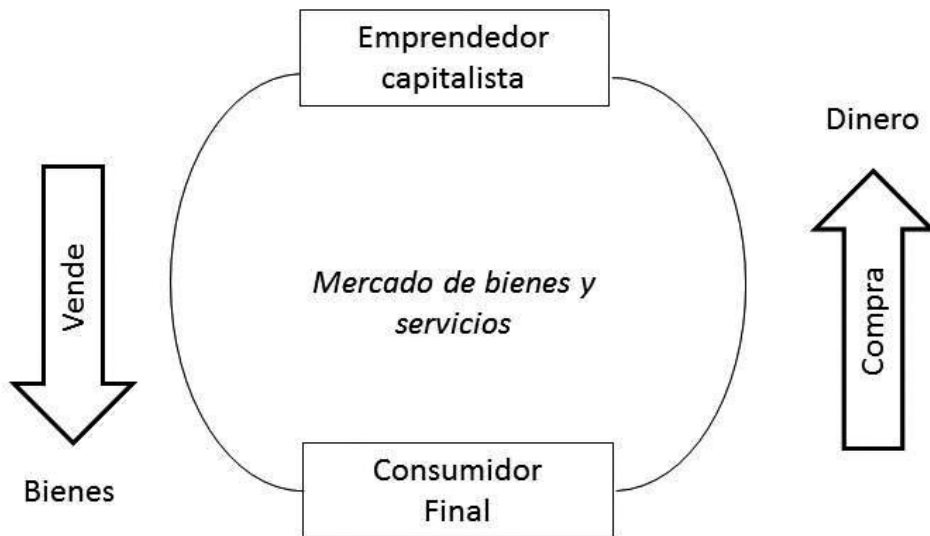 Emprendedor
capitalista
Dinero
Vende
Mercado de bienes y
servicios
Compra
Bienes
Consumidor
Final